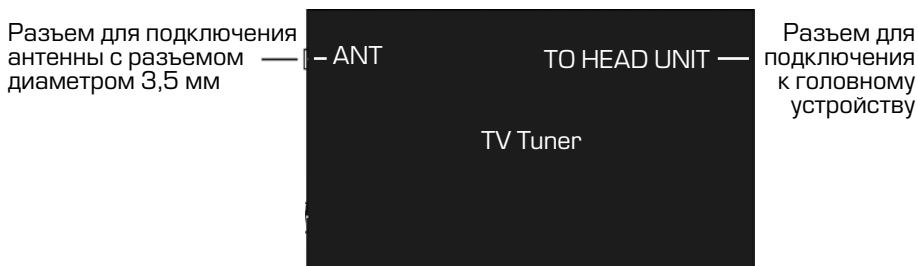 Разъем для подключения
антенны с разъемом
диаметром 3,5 мм
ANT
TO HEAD UNIT
TV Tuner
Разъем для
подключения
к головному
устройству